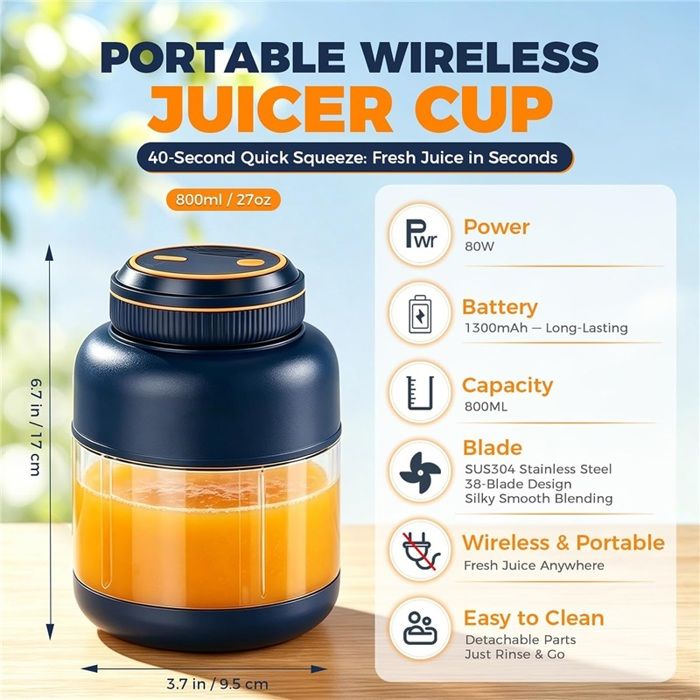 PORTABLE WIRELESS
JUICER CUP
40-Second Quick Squeeze: Fresh Juice in Seconds
800ml / 27oz
Pwr
Power
80W
Battery
1300mAh — Long-Lasting
Capacity
800ML
Blade
SUS304 Stainless Steel
38-Blade Design
Silky Smooth Blending
Wireless & Portable
Fresh Juice Anywhere
Easy to Clean
Detachable Parts
Just Rinse & Go
6.7 in / 17 cm
3.7 in / 9.5 cm